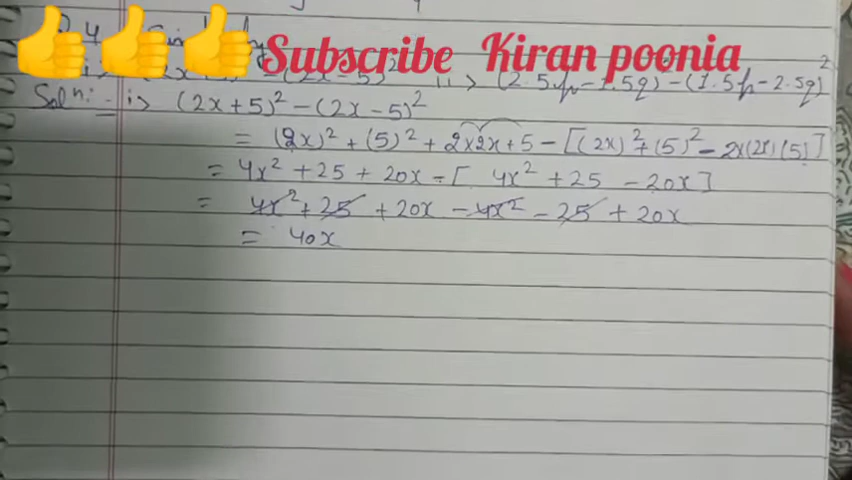 Subscribe Kiran poonia
ii> (2.5p-1.5q)²-(1.5p-2.5q)²
Solⁿ:- i> (2x+5)²-(2x-5)²
= (2x)²+(5)²+2×2x+5-[(2x)²+(5)²-2×(2x)(5)]
= 4x²+25+20x-[4x²+25-20x]
= 4x²+25+20x-4x²-25+20x
= 40x